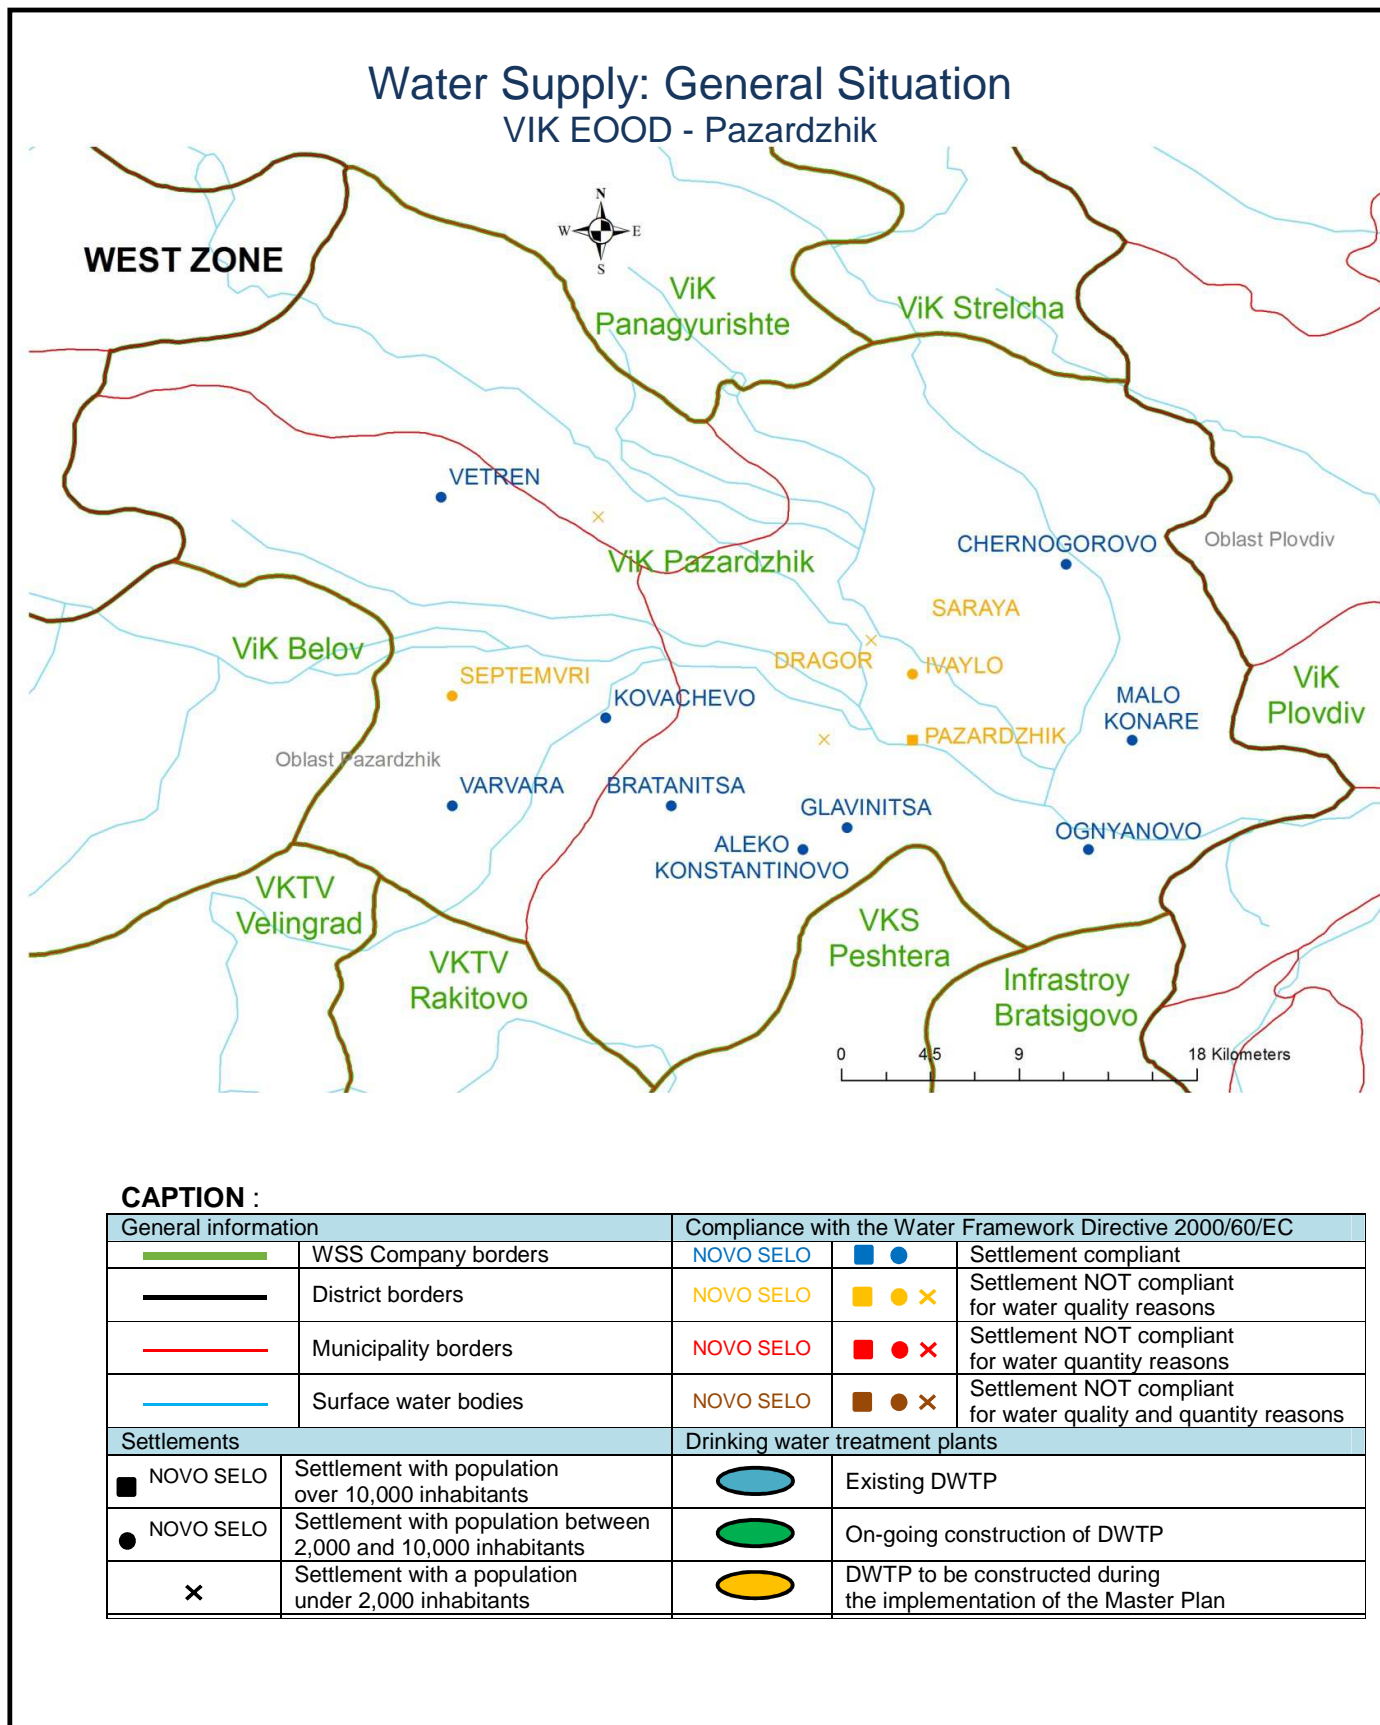 Water Supply: General Situation
VIK EOOD - Pazardzhik
N
W
E
S
WEST ZONE
ViK
Panagyurishte
ViK Strelcha
VETREN
ViK Pazardzhik
CHERNOGOROVO
Oblast Plovdiv
SARAYA
ViK Belov
DRAGOR
IVAYLO
SEPTEMVRI
KOVACHEVO
MALO
KONARE
ViK
Plovdiv
PAZARDZHIK
Oblast Pazardzhik
VARVARA
BRATANITSA
GLAVINITSA
OGNYANOVO
ALEKO
KONSTANTINOVO
VKTV
Velingrad
VKS
Peshtera
VKTV
Rakitovo
Infrastroy
Bratsigovo
0
4.5
9
18 Kilometers
CAPTION :
General information
Compliance with the Water Framework Directive 2000/60/EC
WSS Company borders
NOVO SELO
Settlement compliant
District borders
NOVO SELO
Settlement NOT compliant
for water quality reasons
Municipality borders
NOVO SELO
Settlement NOT compliant
for water quantity reasons
Surface water bodies
NOVO SELO
Settlement NOT compliant
for water quality and quantity reasons
Settlements
Drinking water treatment plants
NOVO SELO
Settlement with population
over 10,000 inhabitants
Existing DWTP
NOVO SELO
Settlement with population between
2,000 and 10,000 inhabitants
On-going construction of DWTP
Settlement with a population
under 2,000 inhabitants
DWTP to be constructed during
the implementation of the Master Plan